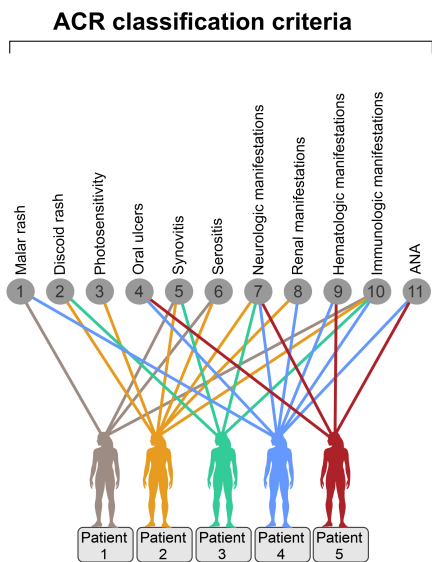 ACR classification criteria
Malar rash
Discoid rash
Photosensitivity
Oral ulcers
Synovitis
Serositis
Neurologic manifestations
Renal manifestations
Hematologic manifestations
Immunologic manifestations
ANA
1 2 3 4 5 6 7 8 9 10 11
Patient 1
Patient 2
Patient 3
Patient 4
Patient 5